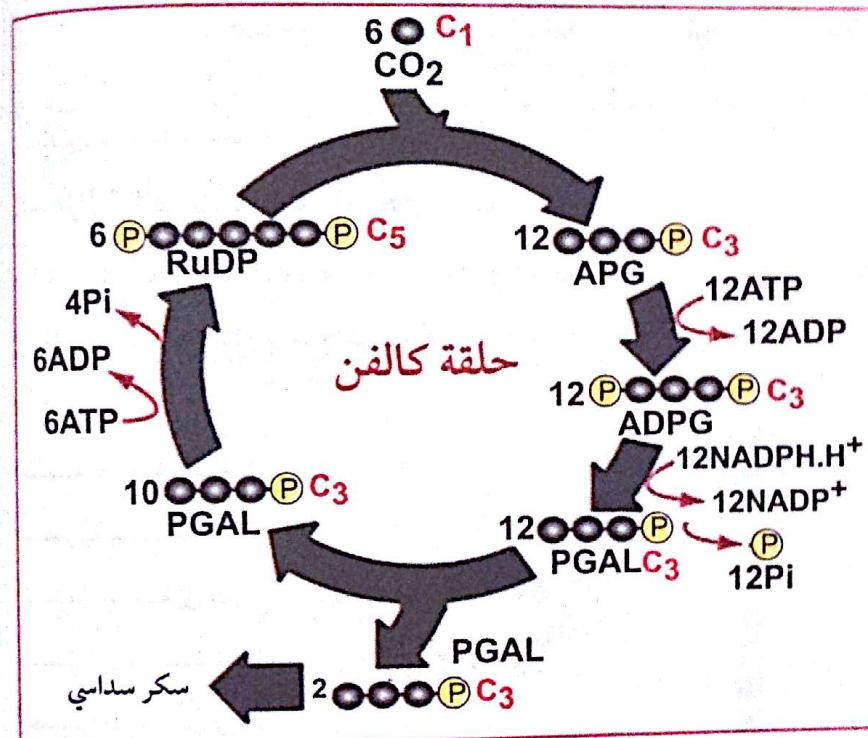 6 C1
CO2
6 P P C5
RuDP
12 P C3
APG
12ATP
12ADP
12 P P C3
ADPG
12NADPH.H+
12NADP+
12 P
PGAL C3
P
12Pi
حلقة كالفن
4Pi
6ADP
6ATP
10 P C3
PGAL
PGAL
2 P C3
سكر سداسي